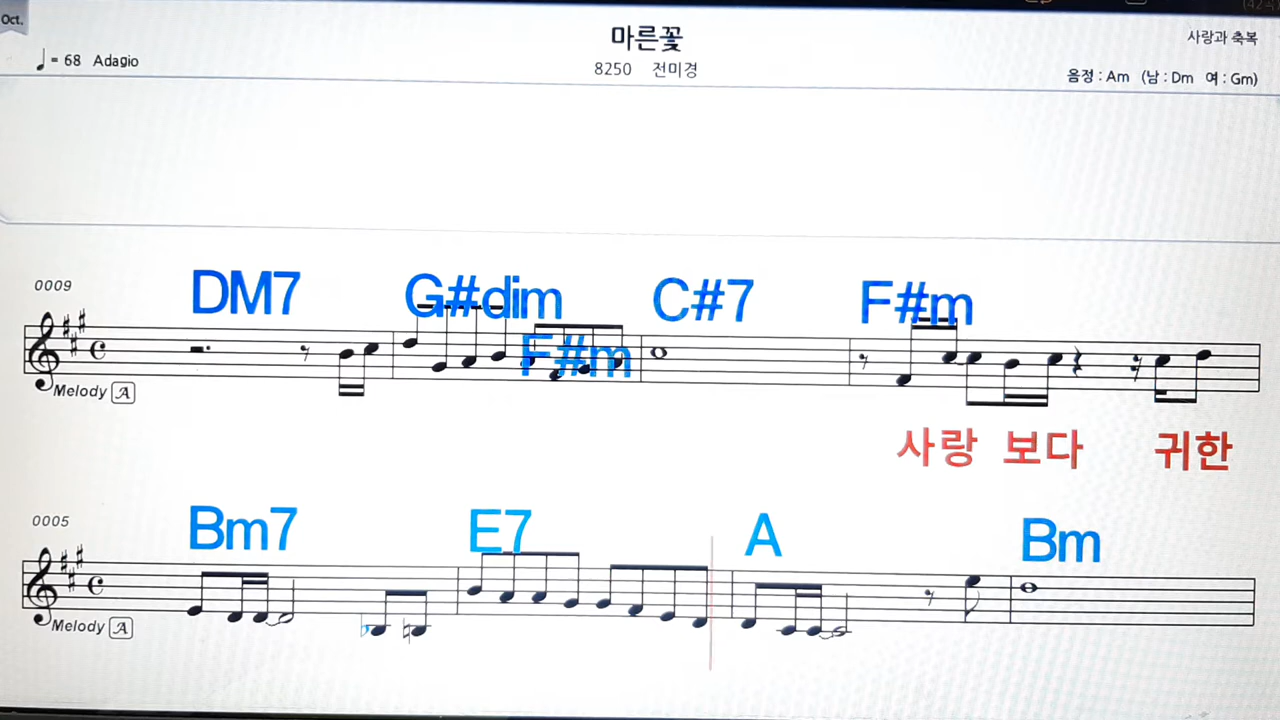 Oct.
마른꽃
사랑과 축복
= 68 Adagio
8250 전미경
음정 : Am (남 : Dm 여 : Gm)
0009
DM7 G#dim C#7 F#m
F#m
Melody A
사랑 보다 귀한
0005
Bm7 E7 A Bm
Melody A